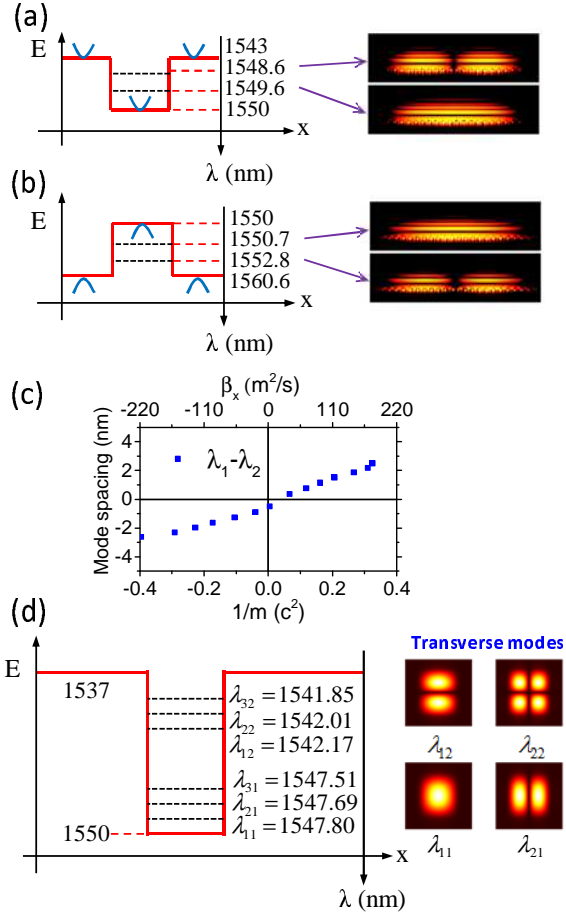 (a)
E
1543
1548.6
1549.6
1550
x
λ (nm)
(b)
E
1550
1550.7
1552.8
1560.6
x
λ (nm)
(c)
βx (m²/s)
-220 -110 0 110 220
Mode spacing (nm)
4
2
0
-2
-4
λ1-λ2
-0.4 -0.2 0.0 0.2 0.4
1/m (c²)
(d)
E
1537
λ32 = 1541.85
λ22 = 1542.01
λ12 = 1542.17
λ31 = 1547.51
λ21 = 1547.69
λ11 = 1547.80
1550
x
λ (nm)
Transverse modes
λ12 λ22
λ11 λ21